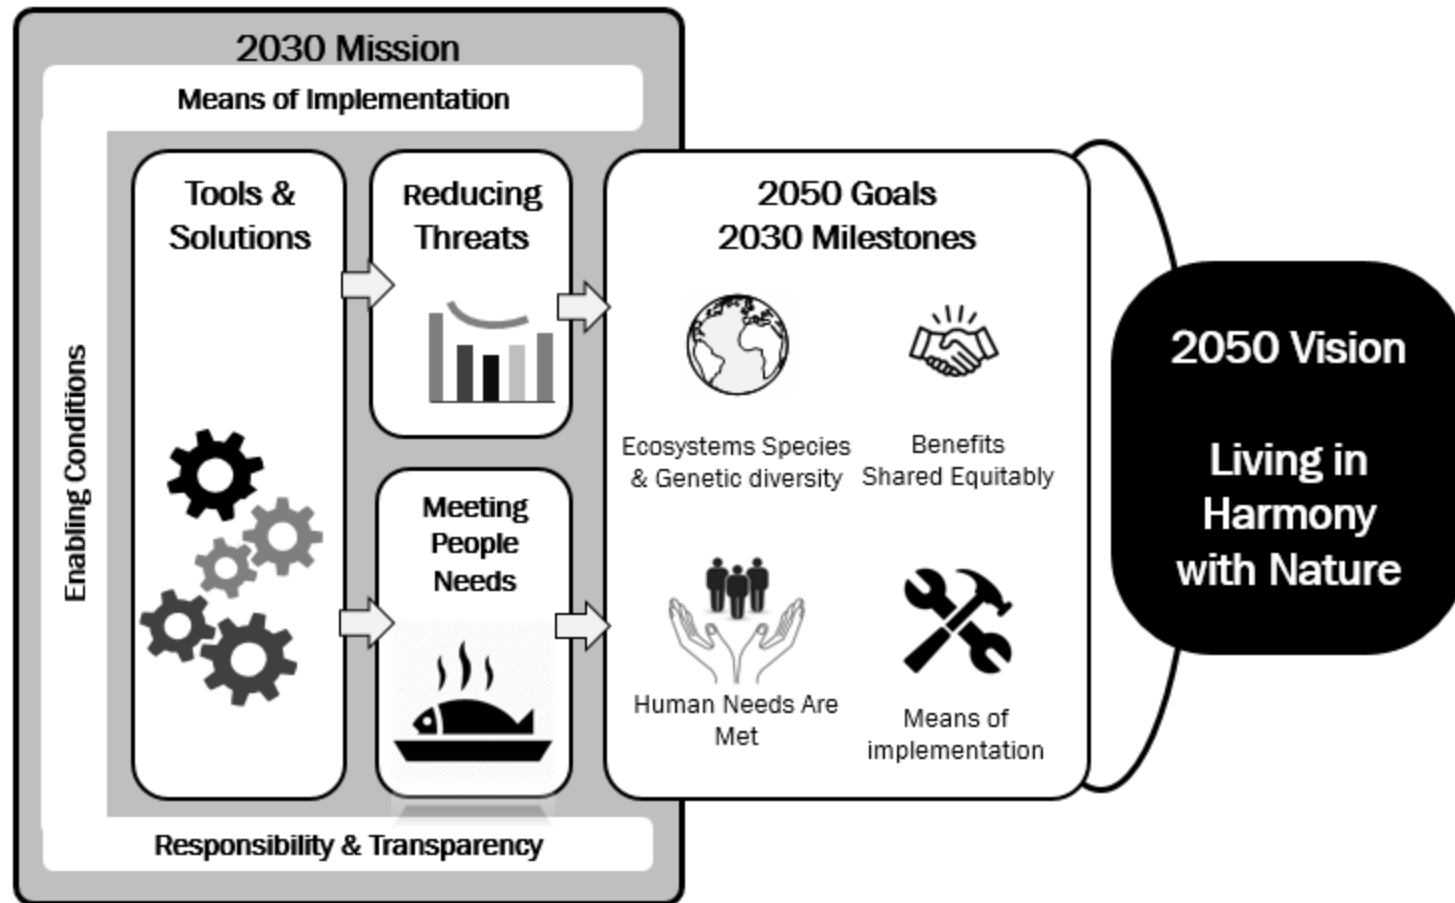 2030 Mission
Means of Implementation
Enabling Conditions
Tools &
Solutions
Reducing
Threats
Meeting
People
Needs
2050 Goals
2030 Milestones
Ecosystems Species
& Genetic diversity
Benefits
Shared Equitably
Human Needs Are
Met
Means of
implementation
Responsibility & Transparency
2050 Vision
Living in
Harmony
with Nature